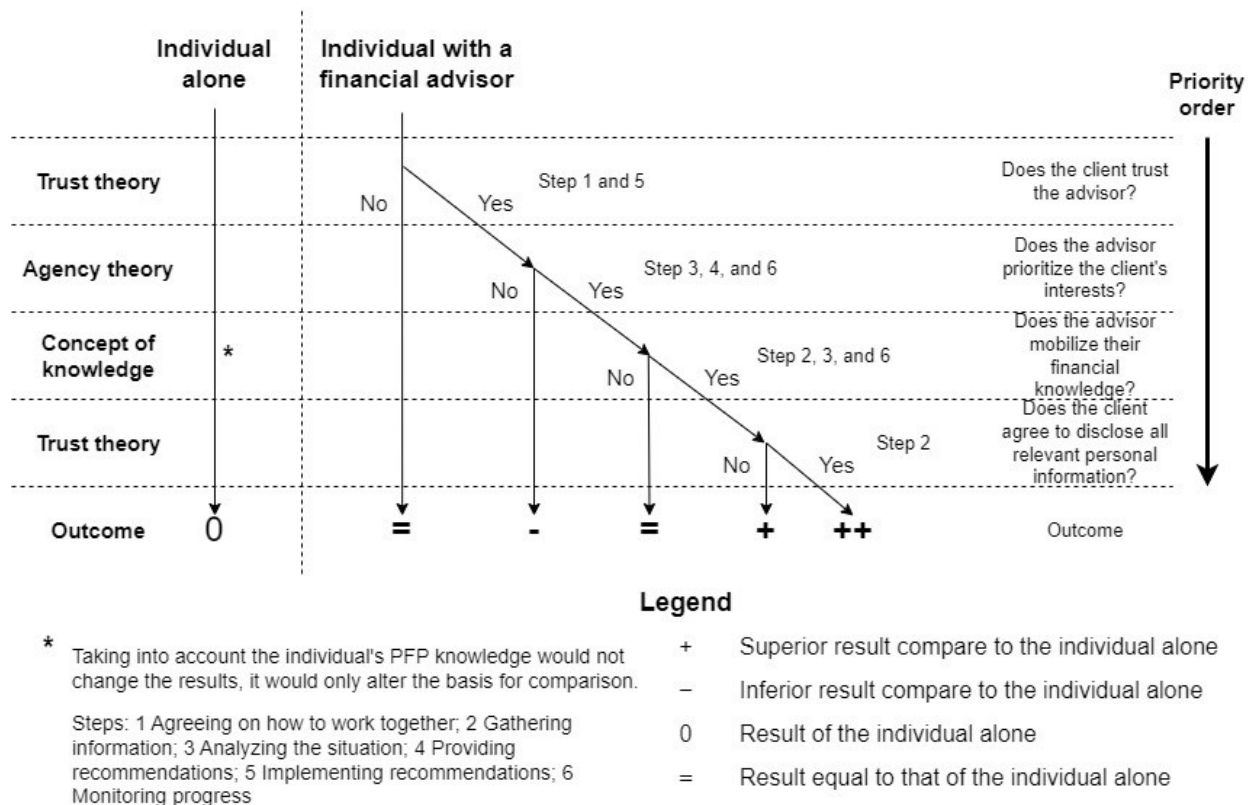 Individual
alone
Individual with a
financial advisor
Priority
order
Trust theory
No
Yes
Step 1 and 5
Does the client trust
the advisor?
Agency theory
No
Yes
Step 3, 4, and 6
Does the advisor
prioritize the client's
interests?
Concept of
knowledge
*
No
Yes
Step 2, 3, and 6
Does the advisor
mobilize their
financial
knowledge?
Trust theory
No
Yes
Step 2
Does the client
agree to disclose all
relevant personal
information?
Outcome
0
=
-
=
+
++
Outcome
Legend
* Taking into account the individual's PFP knowledge would not
change the results, it would only alter the basis for comparison.
Steps: 1 Agreeing on how to work together; 2 Gathering
information; 3 Analyzing the situation; 4 Providing
recommendations; 5 Implementing recommendations; 6
Monitoring progress
+ Superior result compare to the individual alone
– Inferior result compare to the individual alone
0 Result of the individual alone
= Result equal to that of the individual alone